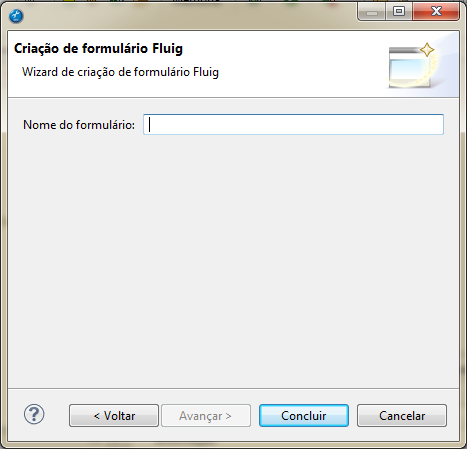 Criação de formulário Fluig
Wizard de criação de formulário Fluig
Nome do formulário:
?
< Voltar
Avançar >
Concluir
Cancelar